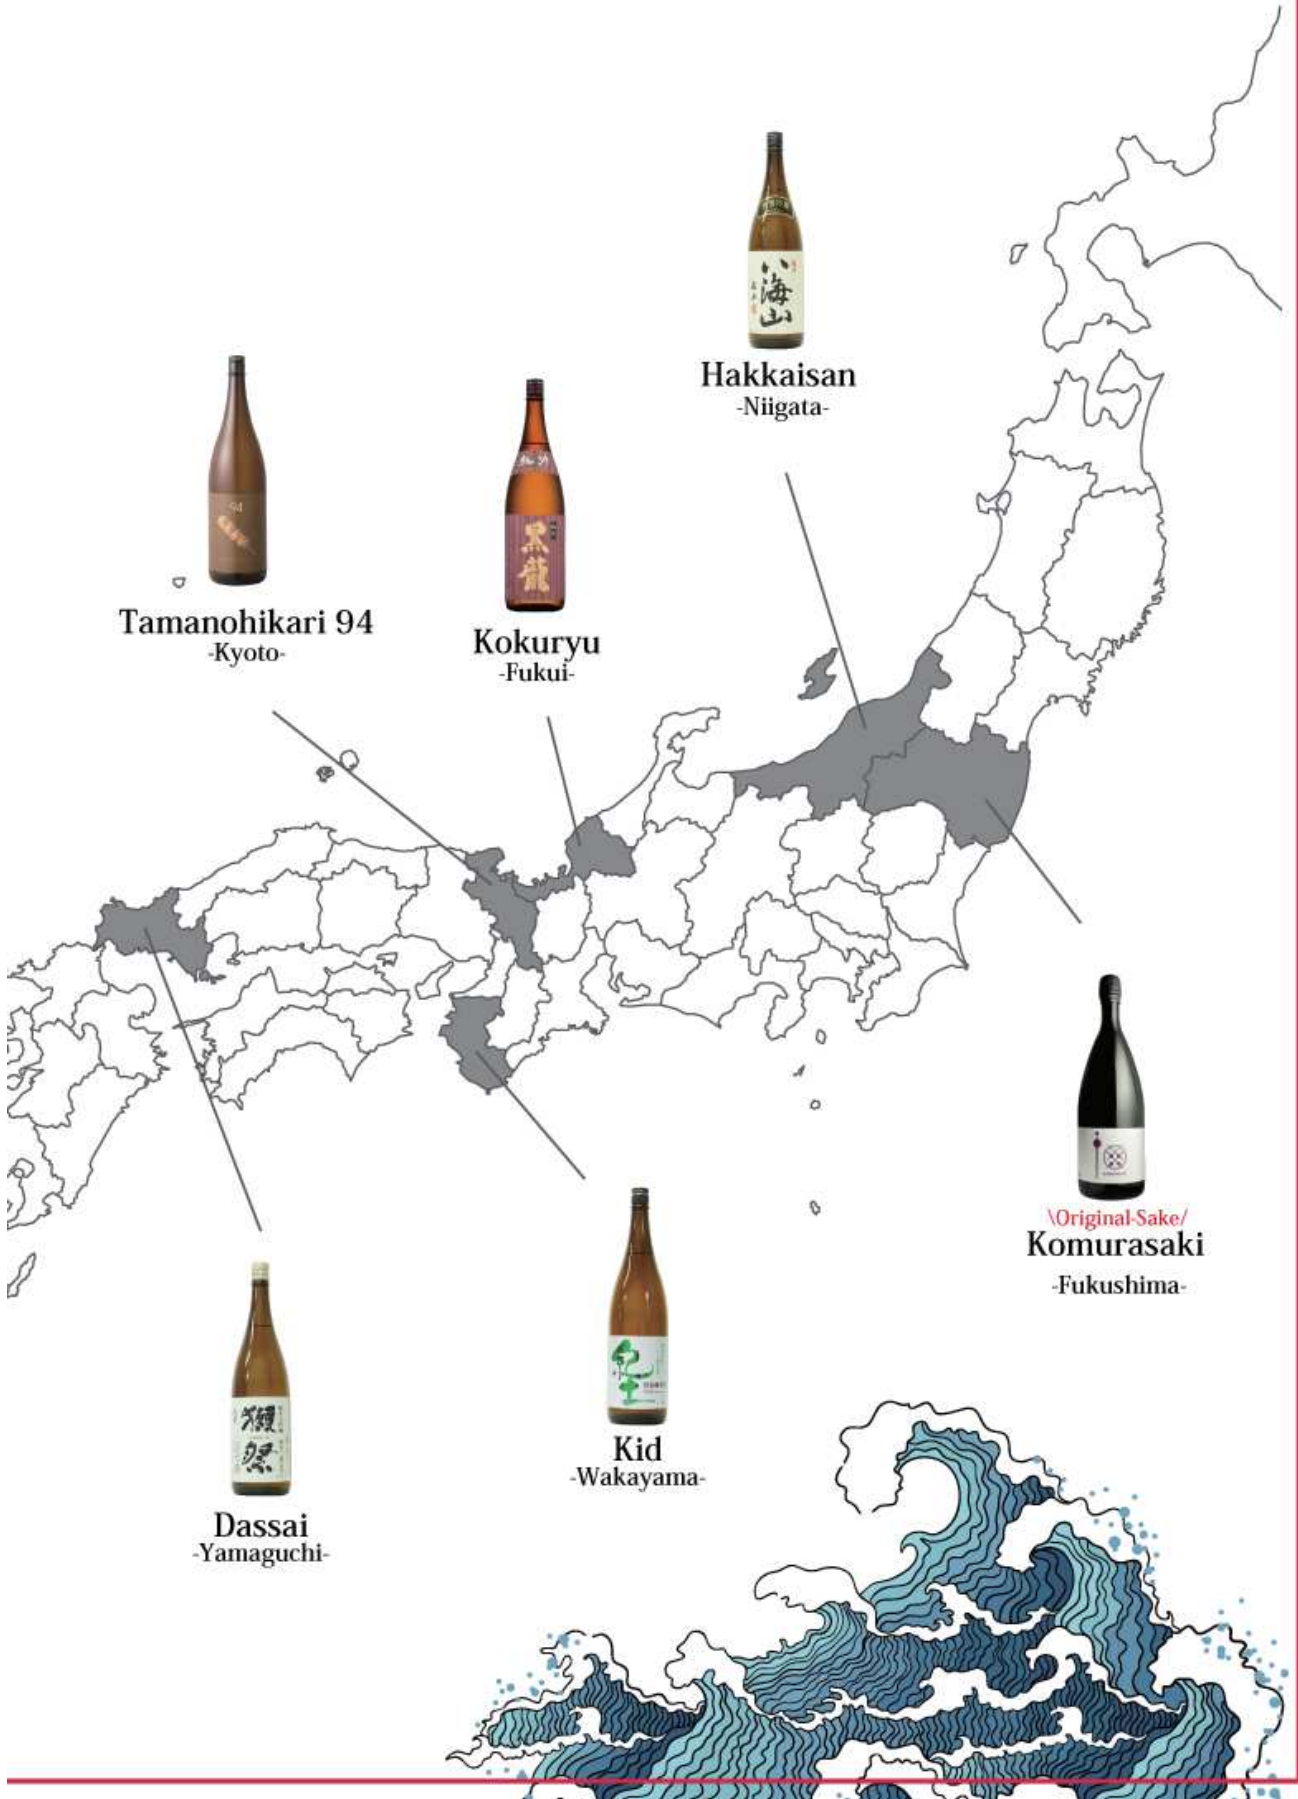 八海山
Hakkaisan
-Niigata-
94
Tamanohikari 94
-Kyoto-
黒龍
Kokuryu
-Fukui-
\Original-Sake/
Komurasaki
-Fukushima-
紀土
Kid
-Wakayama-
獺祭
Dassai
-Yamaguchi-